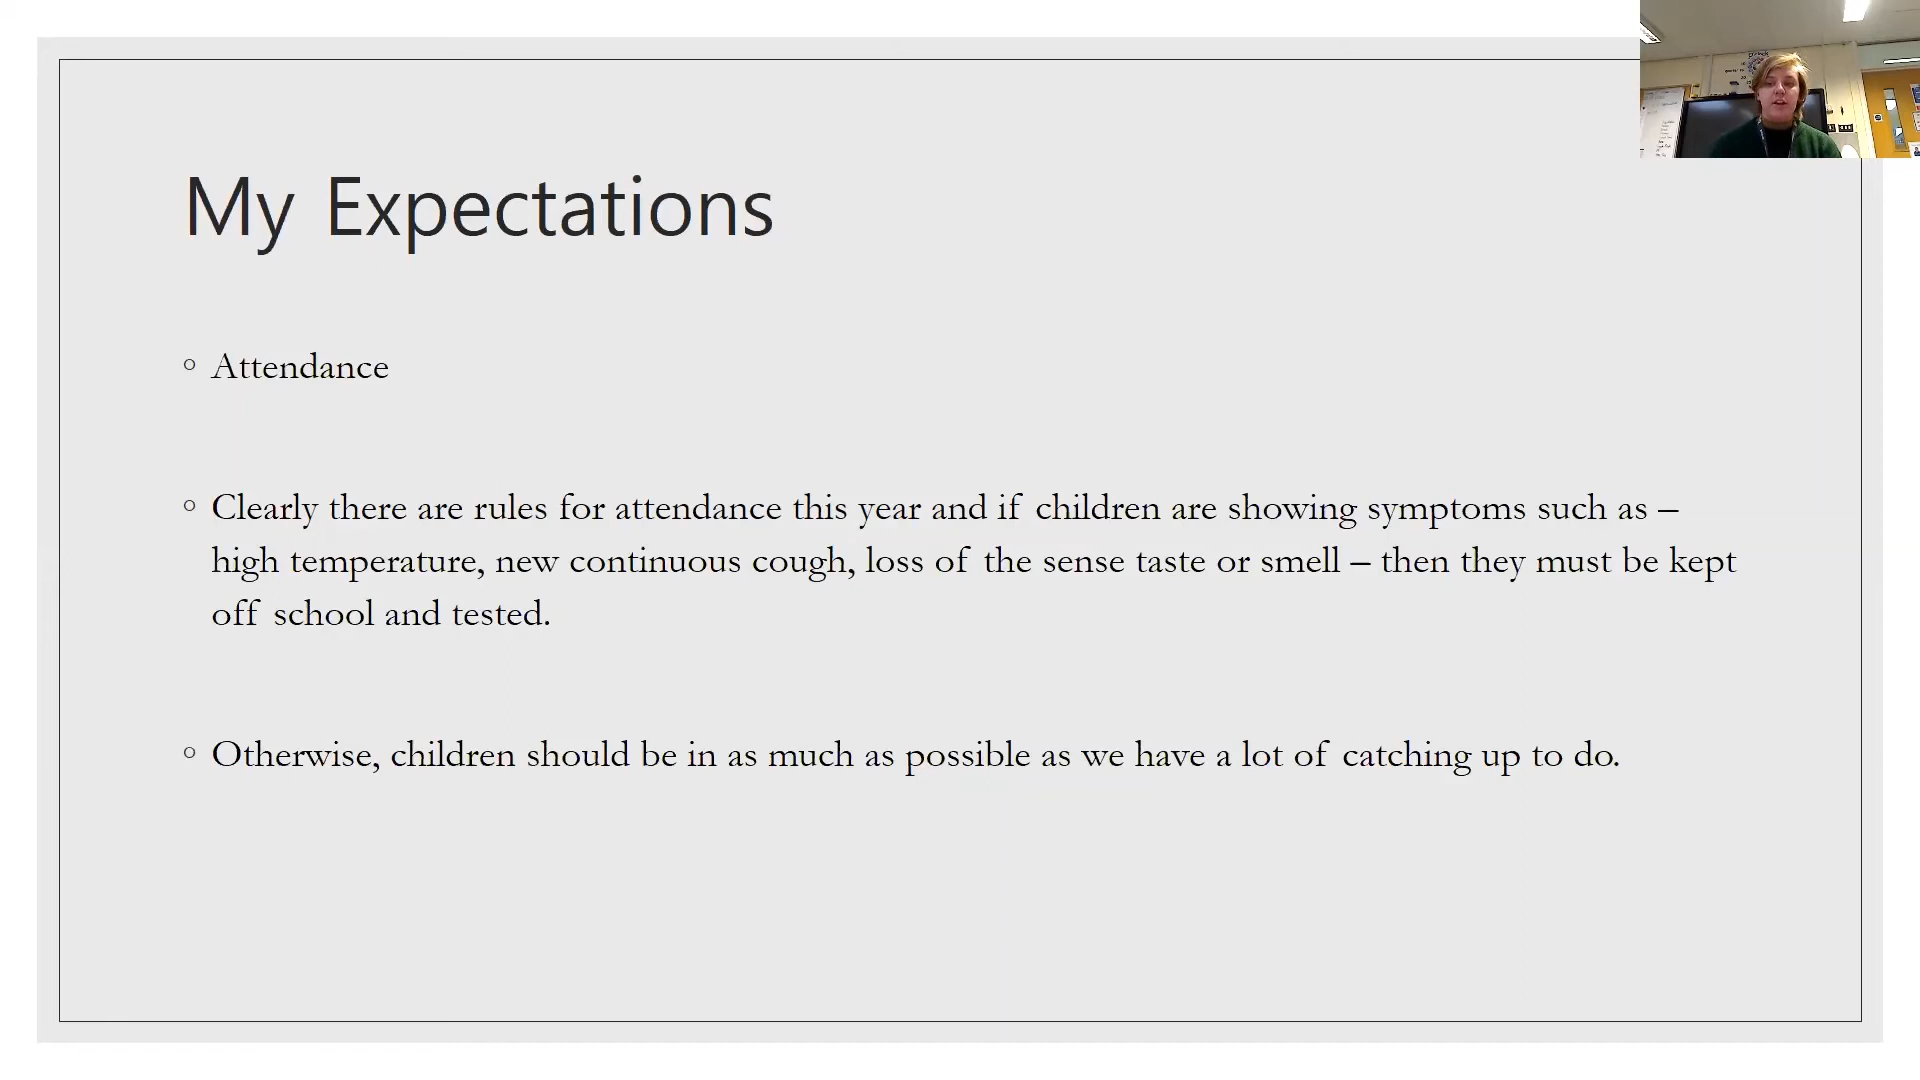 My Expectations
◦ Attendance
◦ Clearly there are rules for attendance this year and if children are showing symptoms such as –
high temperature, new continuous cough, loss of the sense taste or smell – then they must be kept
off school and tested.
◦ Otherwise, children should be in as much as possible as we have a lot of catching up to do.